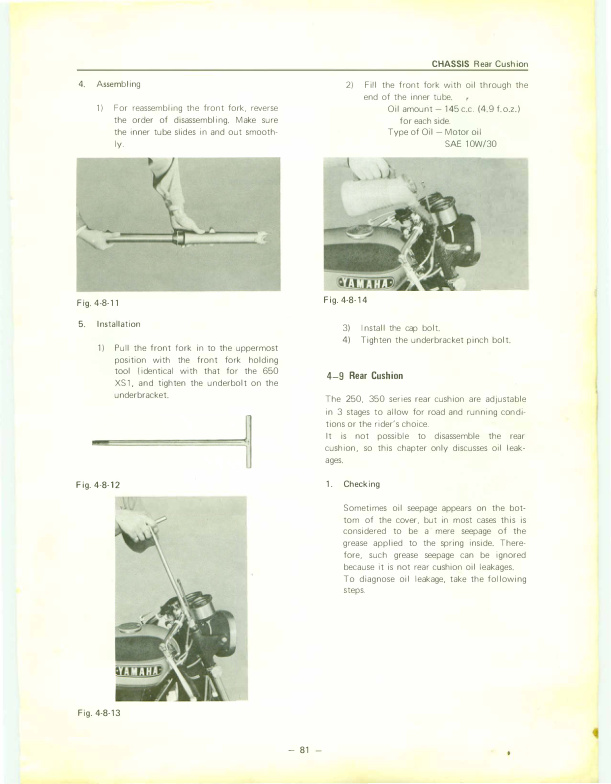 CHASSIS Rear Cushion
4. Assembling
1) For reassembling the front fork, reverse
the order of disassembling. Make sure
the inner tube slides in and out smooth-
ly.
Fig. 4-8-11
5. Installation
1) Pull the front fork in to the uppermost
position with the front fork holding
tool (identical with that for the 650
XS1, and tighten the underbolt on the
underbracket.
Fig. 4-8-12
YAMAHA
Fig. 4-8-13
2) Fill the front fork with oil through the
end of the inner tube.
Oil amount — 145 c.c. (4.9 f.o.z.)
for each side.
Type of Oil — Motor oil
SAE 10W/30
YAMAHA
Fig. 4-8-14
3) Install the cap bolt.
4) Tighten the underbracket pinch bolt.
4—9 Rear Cushion
The 250, 350 series rear cushion are adjustable
in 3 stages to allow for road and running condi-
tions or the rider's choice.
It is not possible to disassemble the rear
cushion, so this chapter only discusses oil leak-
ages.
1. Checking
Sometimes oil seepage appears on the bot-
tom of the cover, but in most cases this is
considered to be a mere seepage of the
grease applied to the spring inside. There-
fore, such grease seepage can be ignored
because it is not rear cushion oil leakages.
To diagnose oil leakage, take the following
steps.
— 81 —